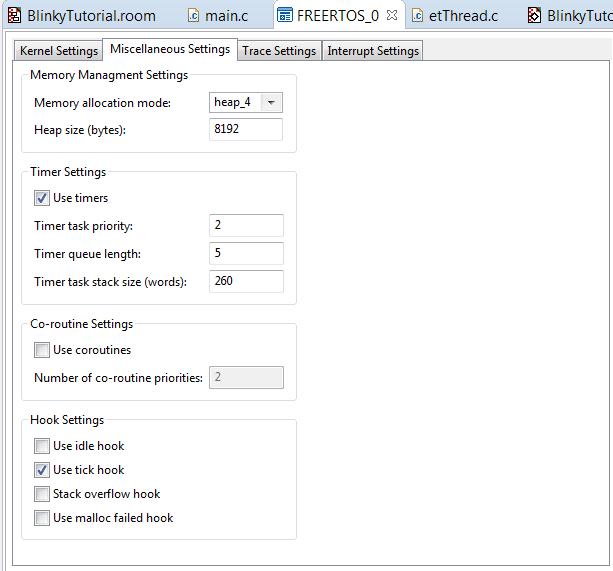 BlinkyTutorial.room main.c FREERTOS_0 etThread.c BlinkyTuto
Kernel Settings Miscellaneous Settings Trace Settings Interrupt Settings
Memory Managment Settings
Memory allocation mode: heap_4
Heap size (bytes): 8192
Timer Settings
Use timers
Timer task priority: 2
Timer queue length: 5
Timer task stack size (words): 260
Co-routine Settings
Use coroutines
Number of co-routine priorities: 2
Hook Settings
Use idle hook
Use tick hook
Stack overflow hook
Use malloc failed hook